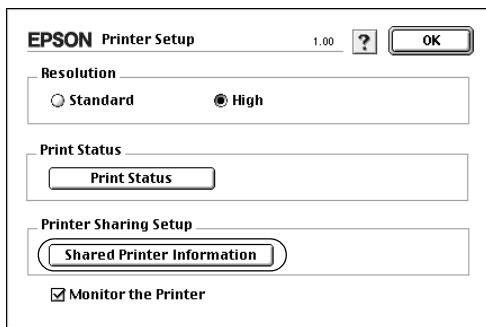 EPSON Printer Setup 1.00 ? OK
Resolution
Standard High
Print Status
Print Status
Printer Sharing Setup
Shared Printer Information
Monitor the Printer